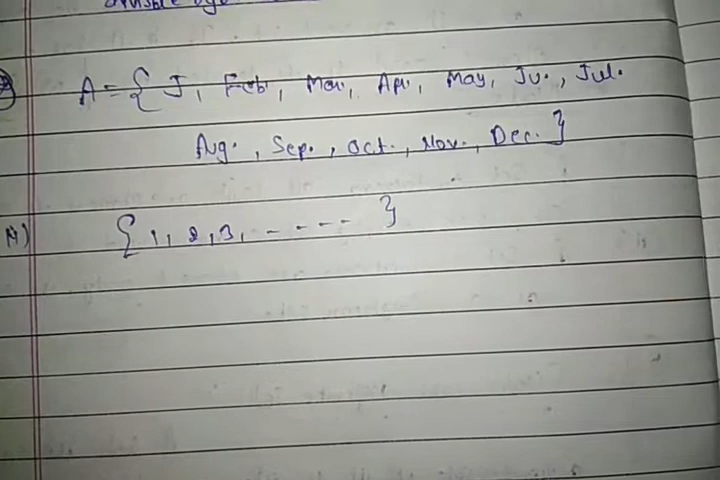 A = { J, Feb, Mar., Apr., May, Ju., Jul.
Aug., Sep., Oct., Nov., Dec. }
{ 1, 2, 3, - - - - - }